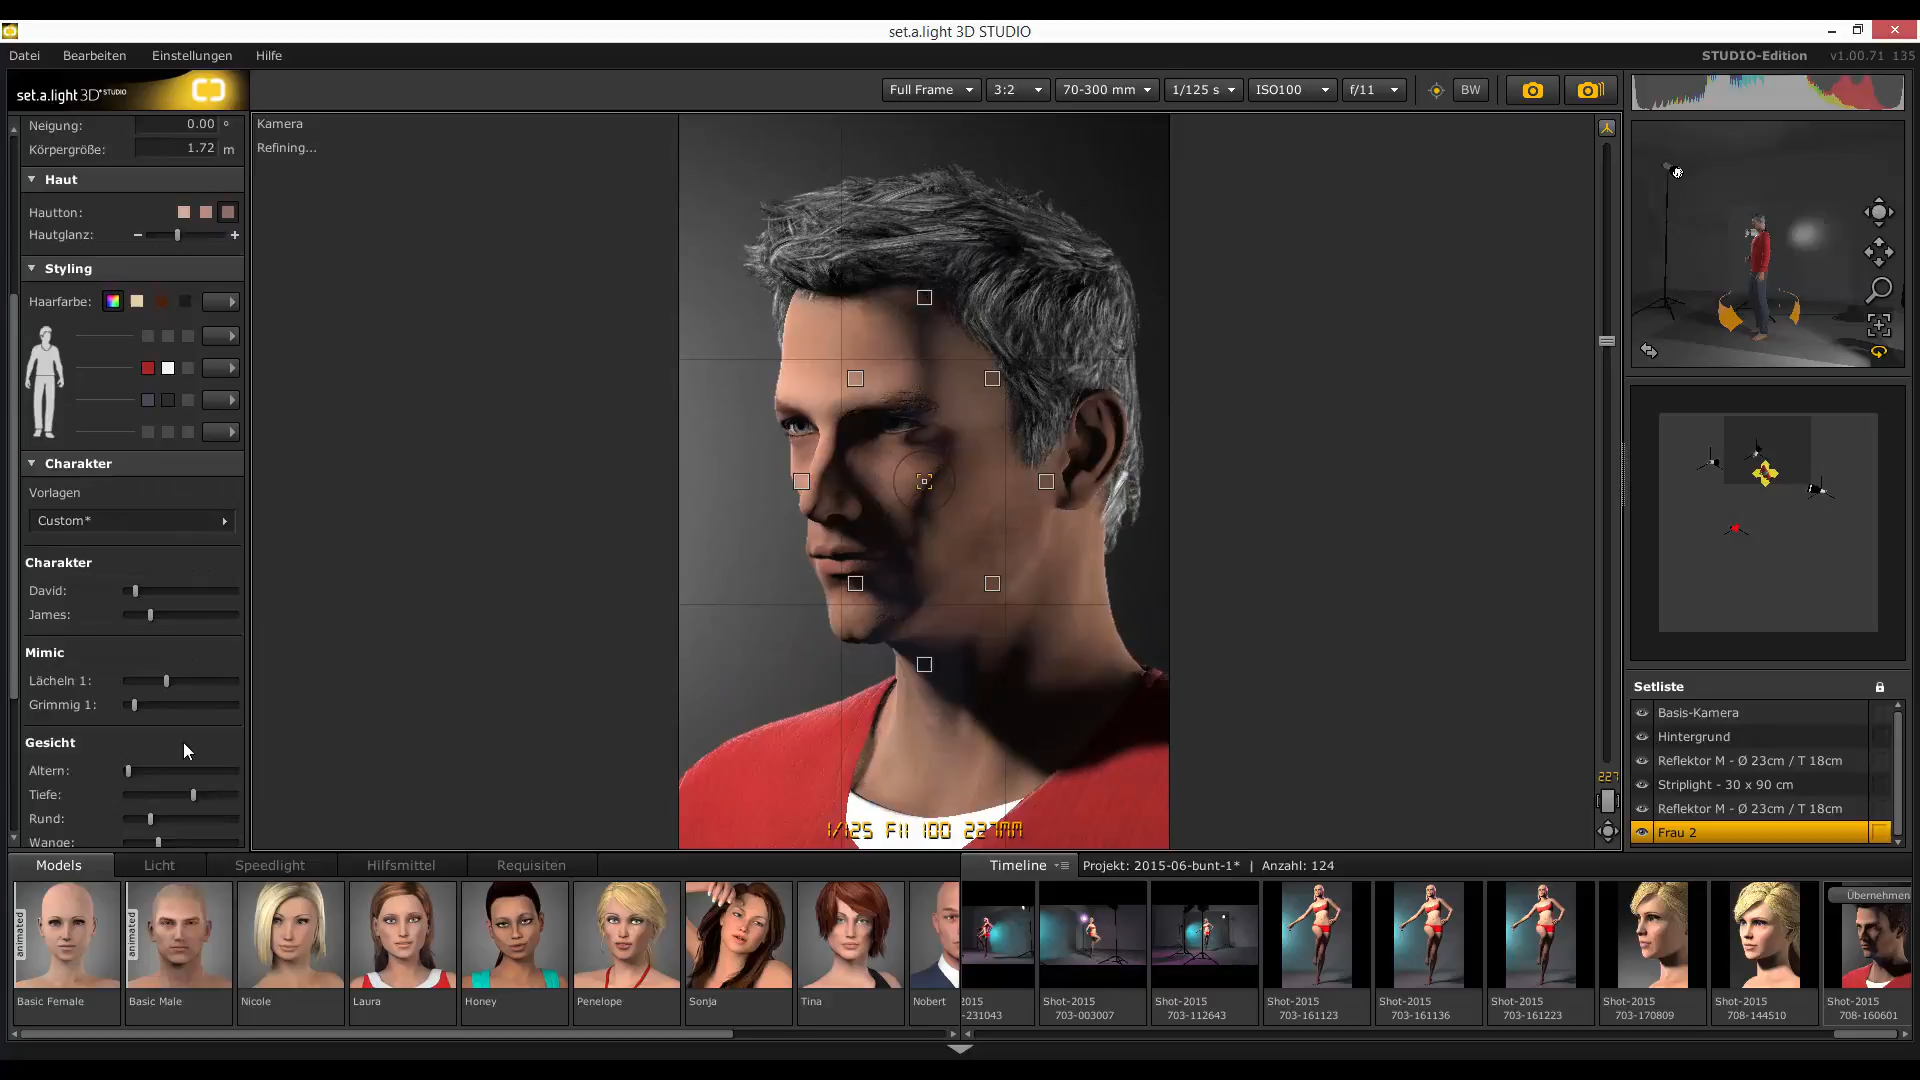 set.a.light 3D STUDIO
Datei Bearbeiten Einstellungen Hilfe
STUDIO-Edition v1.00.71 135
set.a.light 3D STUDIO
Full Frame 3:2 70-300 mm 1/125 s ISO100 f/11 BW
Neigung: 0.00 °
Körpergröße: 1.72 m
Haut
Hautton:
Hautglanz: − +
Styling
Haarfarbe:
Charakter
Vorlagen
Custom*
Charakter
David:
James:
Mimic
Lächeln 1:
Grimmig 1:
Gesicht
Altern:
Tiefe:
Rund:
Wange:
Kamera
Refining...
1/125 F11 100 227MM
227
Setliste
Basis-Kamera
Hintergrund
Reflektor M - Ø 23cm / T 18cm
Striplight - 30 x 90 cm
Reflektor M - Ø 23cm / T 18cm
Frau 2
Models Licht Speedlight Hilfsmittel Requisiten
animated
Basic Female
animated
Basic Male
Nicole
Laura
Honey
Penelope
Sonja
Tina
Nobert
Timeline Projekt: 2015-06-bunt-1* | Anzahl: 124
2015
-231043
Shot-2015
703-003007
Shot-2015
703-112643
Shot-2015
703-161123
Shot-2015
703-161136
Shot-2015
703-161223
Shot-2015
703-170809
Shot-2015
708-144510
Übernehmen
Shot-2015
708-160601